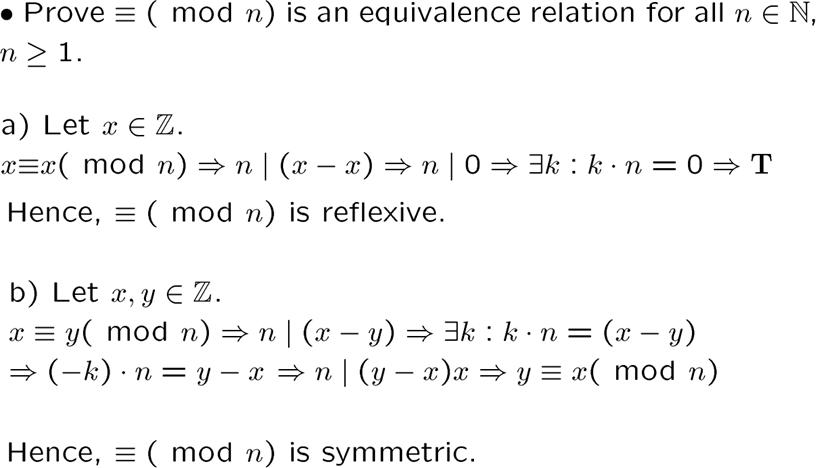 • Prove ≡ ( mod n) is an equivalence relation for all n ∈ ℕ,
n ≥ 1.
a) Let x ∈ ℤ.
x≡x( mod n) ⇒ n | (x − x) ⇒ n | 0 ⇒ ∃k : k · n = 0 ⇒ T
Hence, ≡ ( mod n) is reflexive.
b) Let x, y ∈ ℤ.
x ≡ y( mod n) ⇒ n | (x − y) ⇒ ∃k : k · n = (x − y)
⇒ (−k) · n = y − x ⇒ n | (y − x)x ⇒ y ≡ x( mod n)
Hence, ≡ ( mod n) is symmetric.